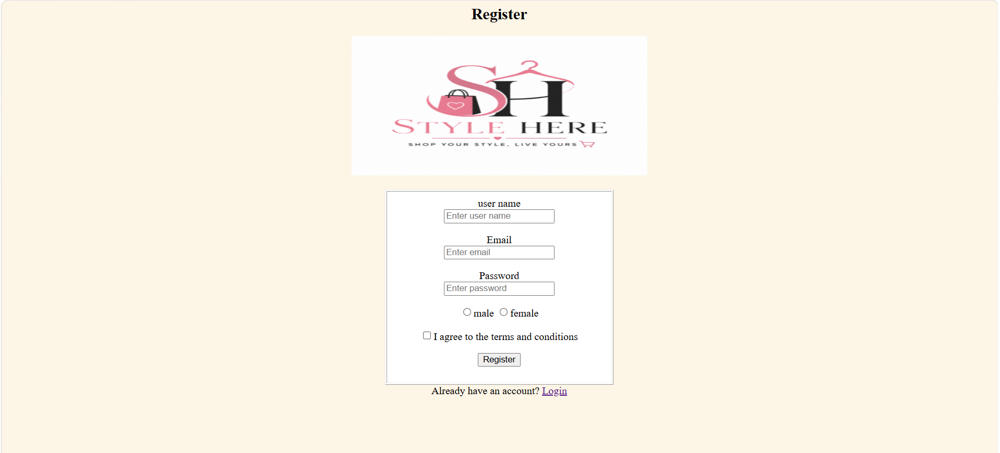 Register
SH
STYLE HERE
SHOP YOUR STYLE, LIVE YOURS
user name
Enter user name
Email
Enter email
Password
Enter password
male female
I agree to the terms and conditions
Register
Already have an account? Login